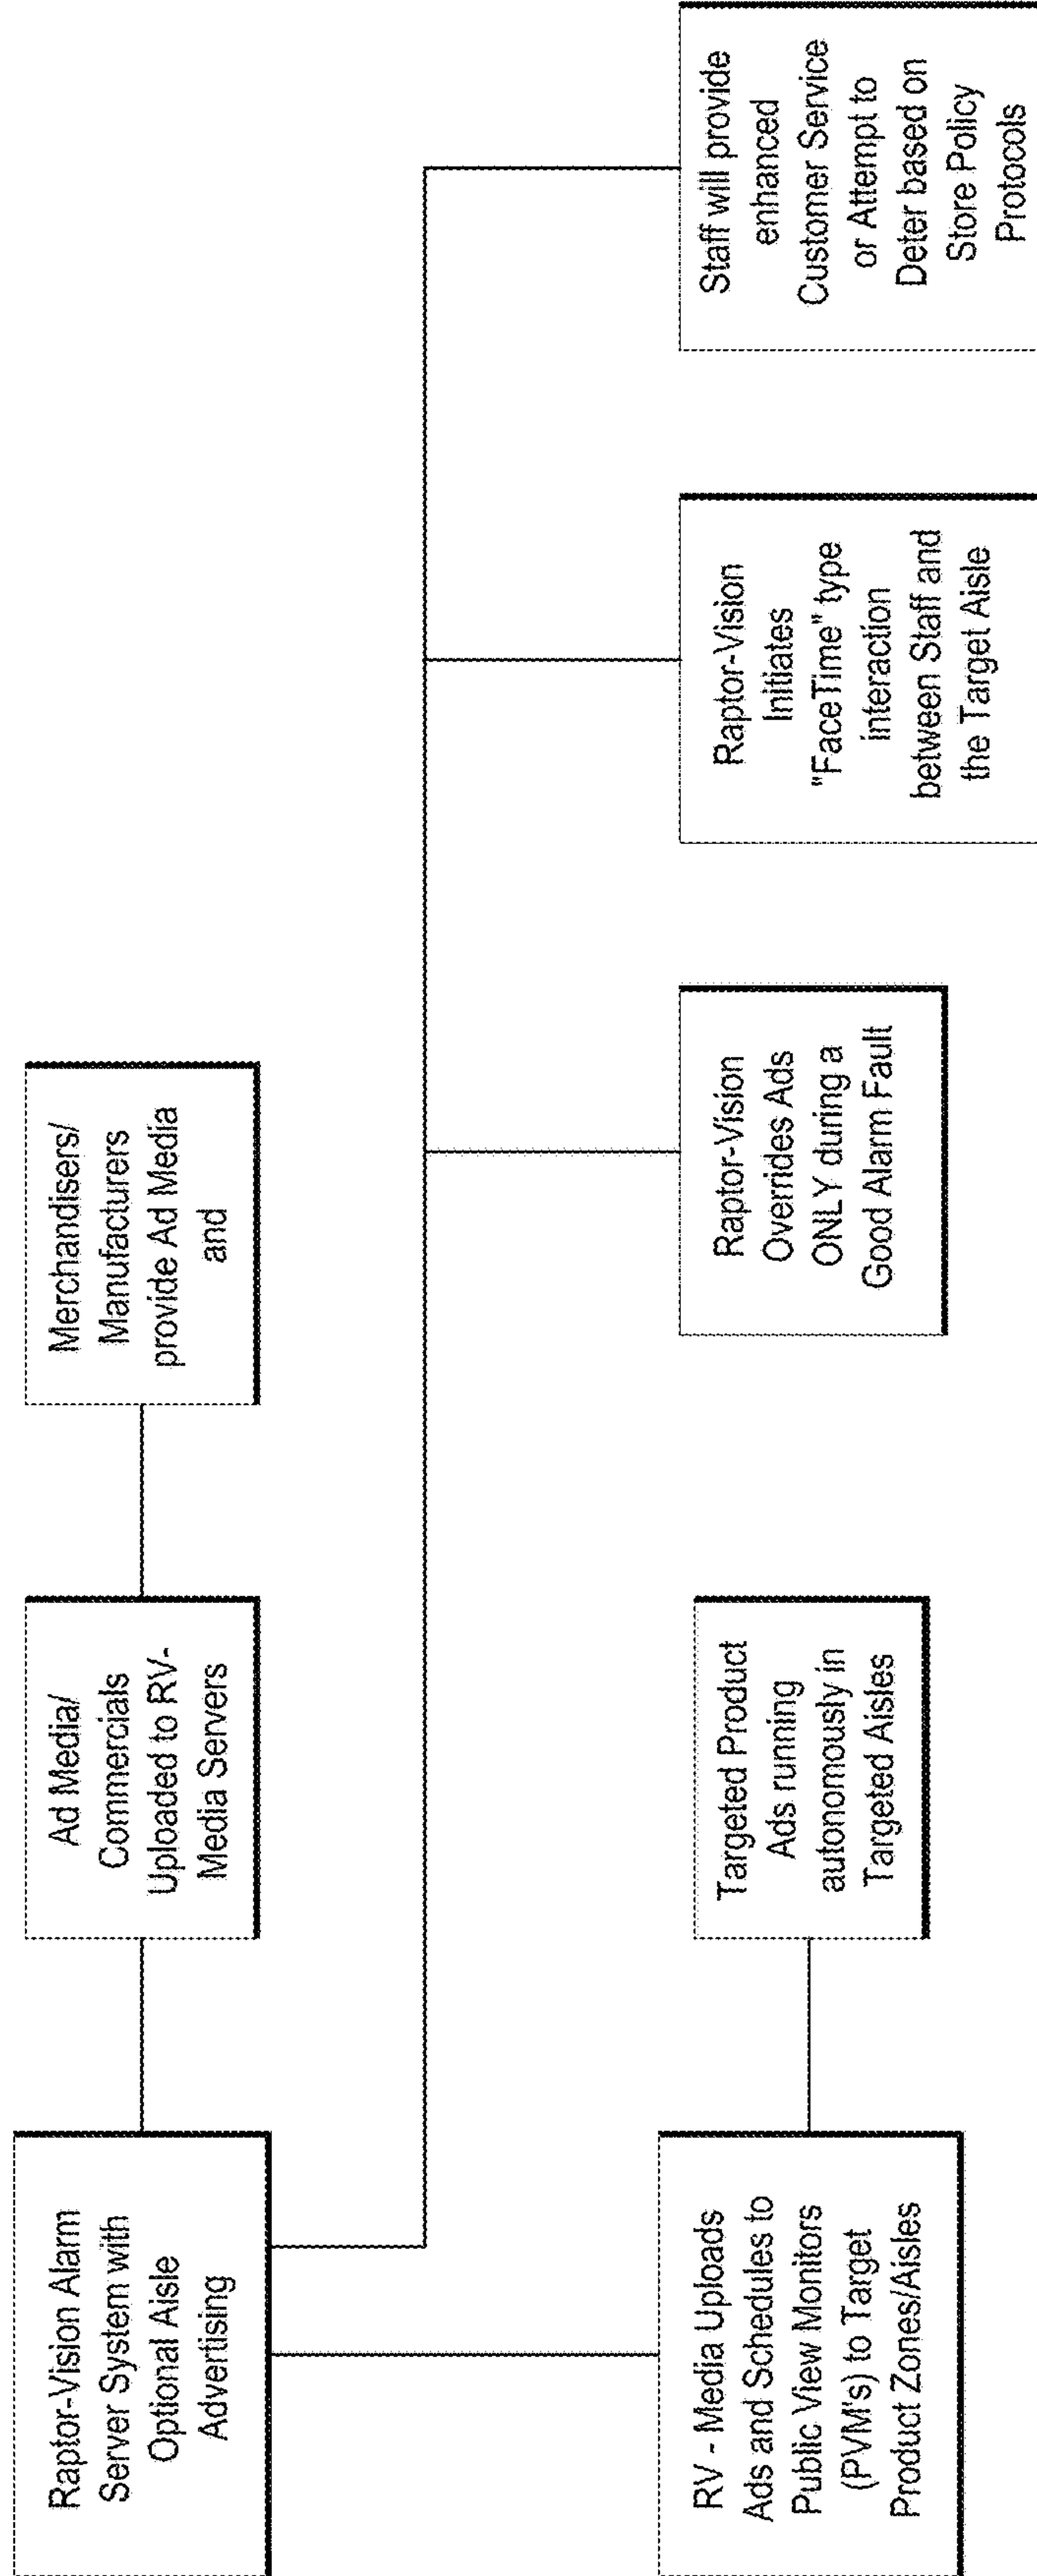 Raptor-Vision Alarm
Server System with
Optional Aisle
Advertising
Ad Media/
Commercials
Uploaded to RV-
Media Servers
Merchandisers/
Manufacturers
provide Ad Media
and
RV - Media Uploads
Ads and Schedules to
Public View Monitors
(PVM's) to Target
Product Zones/Aisles
Targeted Product
Ads running
autonomously in
Targeted Aisles
Raptor-Vision
Overrides Ads
ONLY during a
Good Alarm Fault
Raptor-Vision
Initiates
"FaceTime" type
interaction
between Staff and
the Target Aisle
Staff will provide
enhanced
Customer Service
or Attempt to
Deter based on
Store Policy
Protocols